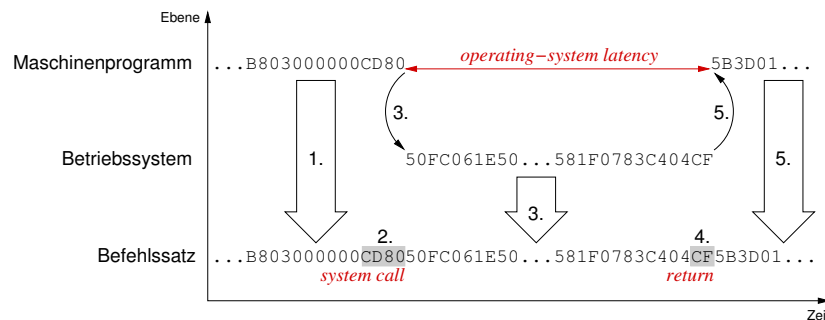 Ebene
Maschinenprogramm ...B803000000CD80 operating−system latency 5B3D01...
3. 5.
Betriebssystem 1. 50FC061E50...581F0783C404CF 5.
3.
2. 4.
Befehlssatz ...B803000000CD8050FC061E50...581F0783C404CF5B3D01...
system call return
Zei